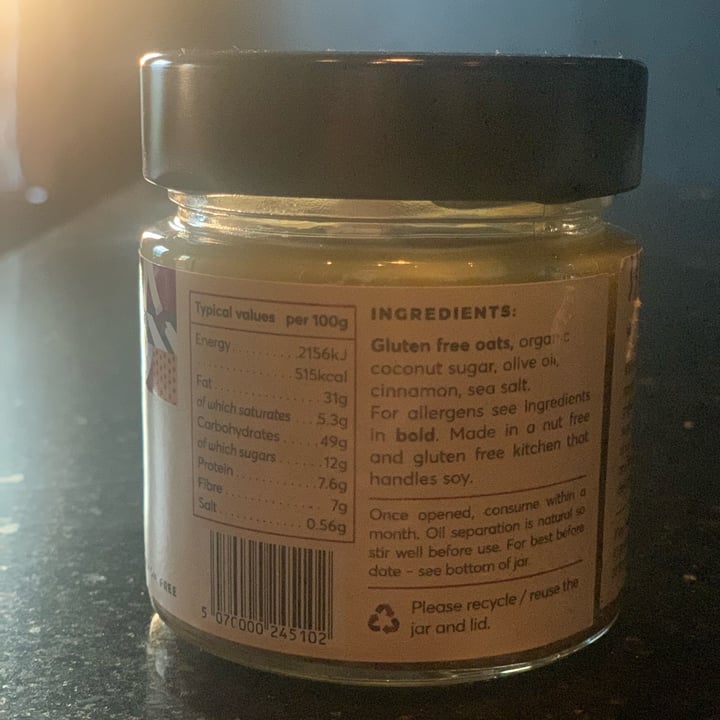 Typical values per 100g
Energy ............ 2156kJ
............ 515kcal
Fat ............ 31g
of which saturates ..... 5.3g
Carbohydrates ..... 49g
of which sugars ..... 12g
Protein ............ 7.6g
Fibre ............ 7g
Salt ............ 0.56g
FREE
5 070000 245102
INGREDIENTS:
Gluten free oats, organic
coconut sugar, olive oil,
cinnamon, sea salt.
For allergens see ingredients
in bold. Made in a nut free
and gluten free kitchen that
handles soy.
Once opened, consume within a
month. Oil separation is natural so
stir well before use. For best before
date - see bottom of jar.
Please recycle / reuse the
jar and lid.